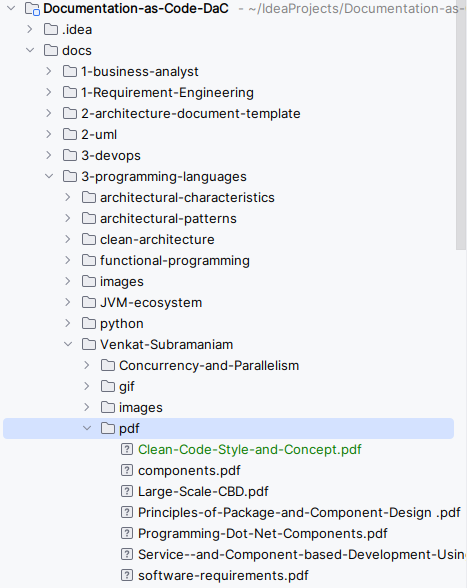 Documentation-as-Code-DaC - ~/IdeaProjects/Documentation-as-
.idea
docs
1-business-analyst
1-Requirement-Engineering
2-architecture-document-template
2-uml
3-devops
3-programming-languages
architectural-characteristics
architectural-patterns
clean-architecture
functional-programming
images
JVM-ecosystem
python
Venkat-Subramaniam
Concurrency-and-Parallelism
gif
images
pdf
Clean-Code-Style-and-Concept.pdf
components.pdf
Large-Scale-CBD.pdf
Principles-of-Package-and-Component-Design .pdf
Programming-Dot-Net-Components.pdf
Service--and-Component-based-Development-Using
software-requirements.pdf